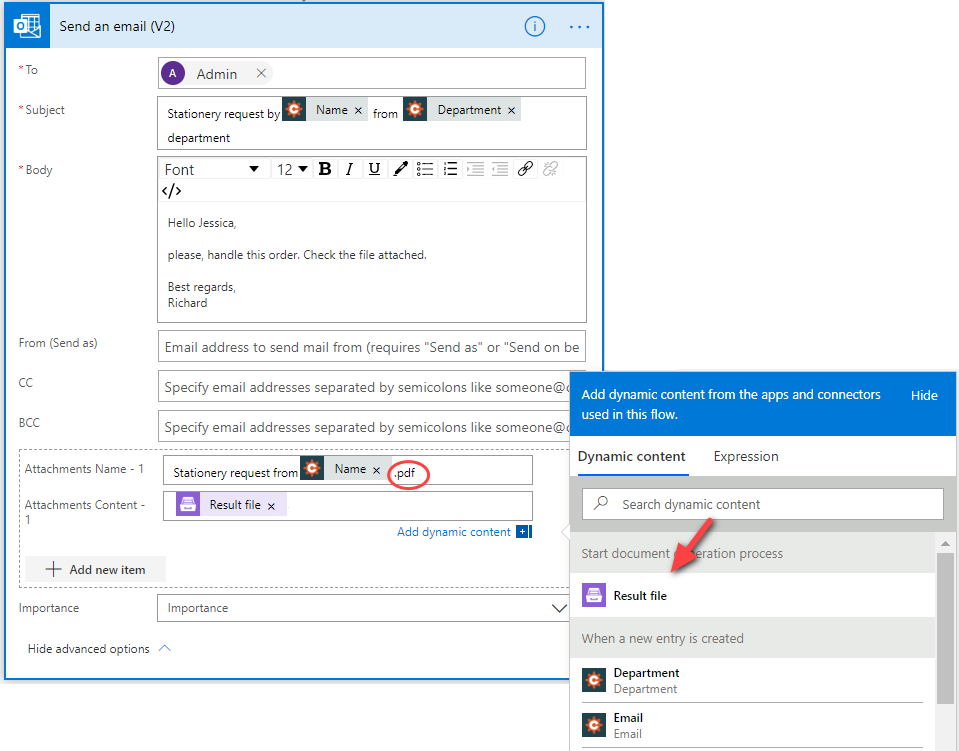 Send an email (V2)
* To
A Admin ×
* Subject
Stationery request by Name × from Department ×
department
* Body
Font 12 B I U
</>
Hello Jessica,
please, handle this order. Check the file attached.
Best regards,
Richard
From (Send as)
Email address to send mail from (requires "Send as" or "Send on be
CC
Specify email addresses separated by semicolons like someone@
BCC
Specify email addresses separated by semicolons like someone@
Attachments Name - 1
Stationery request from Name × .pdf
Attachments Content -
1
Result file ×
Add dynamic content
Add new item
Importance
Importance
Hide advanced options
Add dynamic content from the apps and connectors
used in this flow.
Hide
Dynamic content Expression
Search dynamic content
Start document eration process
Result file
When a new entry is created
Department
Department
Email
Email